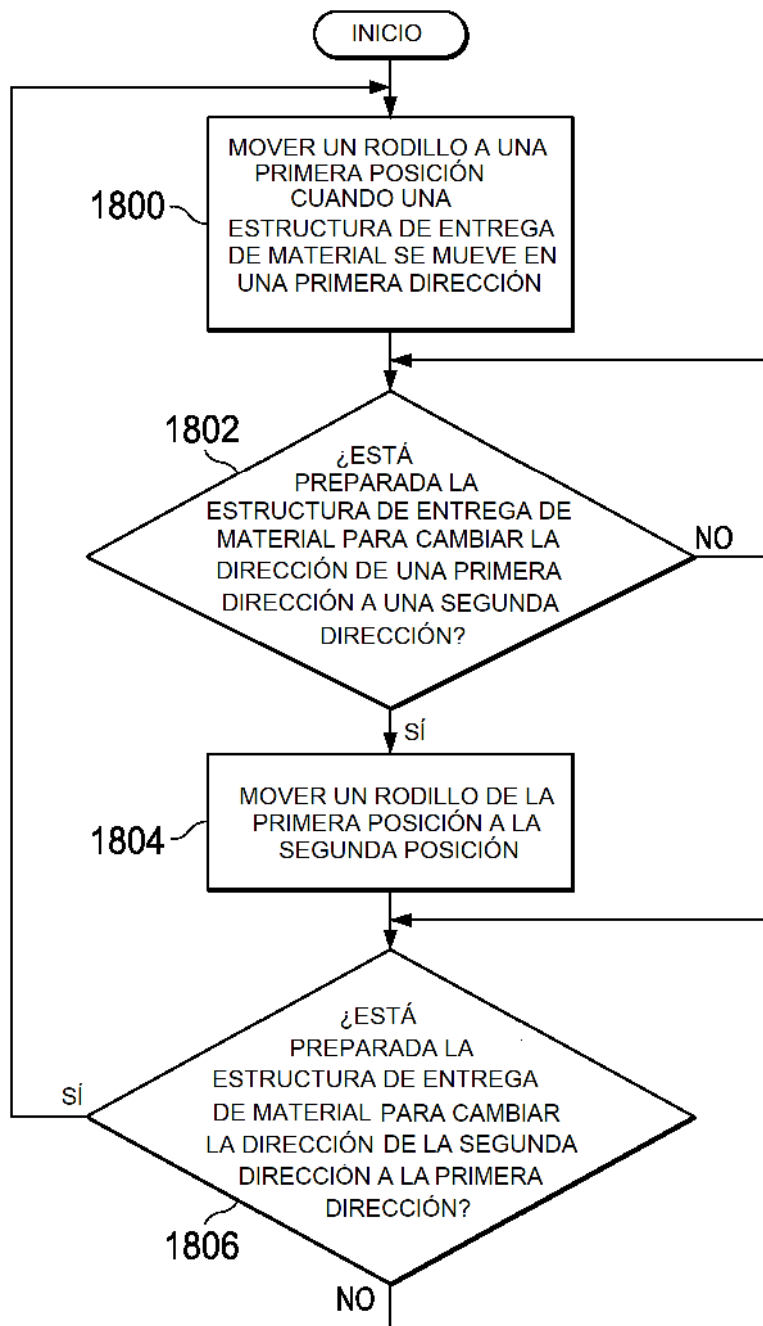 INICIO
MOVER UN RODILLO A UNA
PRIMERA POSICIÓN
CUANDO UNA
ESTRUCTURA DE ENTREGA
DE MATERIAL SE MUEVE EN
UNA PRIMERA DIRECCIÓN
1800
1802
¿ESTÁ
PREPARADA LA
ESTRUCTURA DE ENTREGA DE
MATERIAL PARA CAMBIAR LA
DIRECCIÓN DE UNA PRIMERA
DIRECCIÓN A UNA SEGUNDA
DIRECCIÓN?
NO
SÍ
MOVER UN RODILLO DE LA
PRIMERA POSICIÓN A LA
SEGUNDA POSICIÓN
1804
¿ESTÁ
PREPARADA LA
ESTRUCTURA DE ENTREGA
DE MATERIAL PARA CAMBIAR
LA DIRECCIÓN DE LA SEGUNDA
DIRECCIÓN A LA PRIMERA
DIRECCIÓN?
SÍ
1806
NO